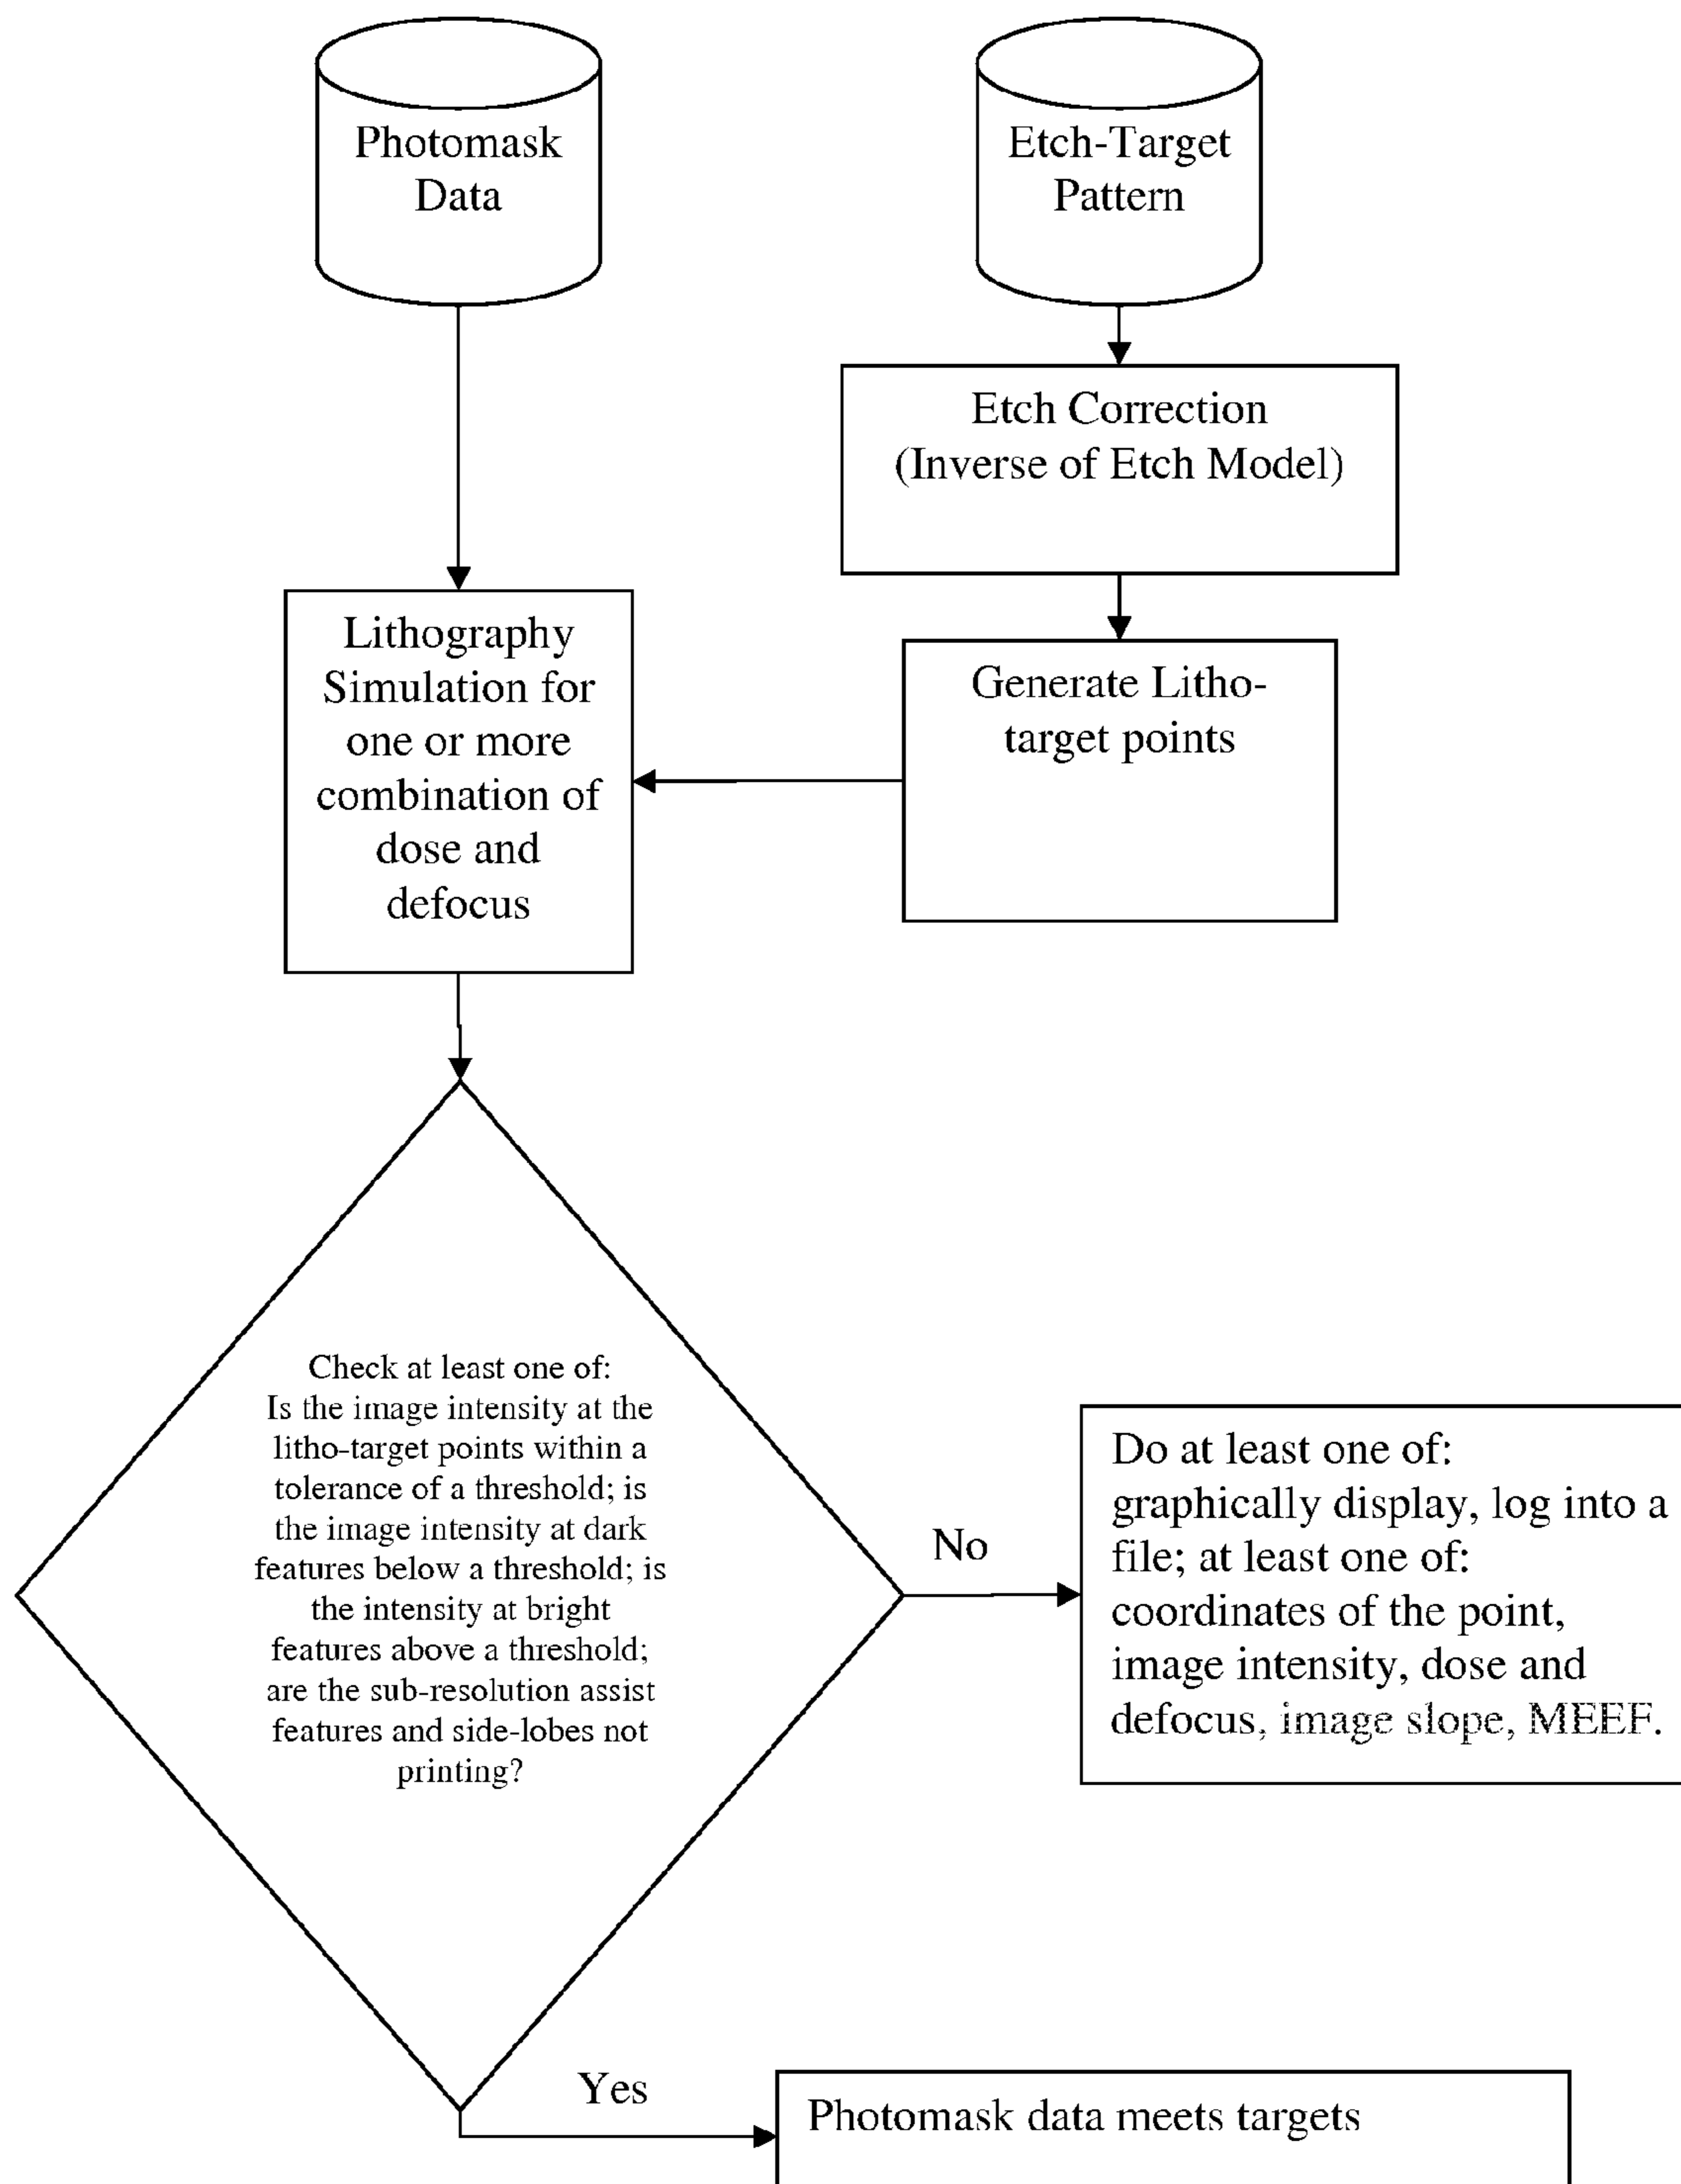 Photomask
Data
Etch-Target
Pattern
Etch Correction
(Inverse of Etch Model)
Generate Litho-
target points
Lithography
Simulation for
one or more
combination of
dose and
defocus
Check at least one of:
Is the image intensity at the
litho-target points within a
tolerance of a threshold; is
the image intensity at dark
features below a threshold; is
the intensity at bright
features above a threshold;
are the sub-resolution assist
features and side-lobes not
printing?
No
Do at least one of:
graphically display, log into a
file; at least one of:
coordinates of the point,
image intensity, dose and
defocus, image slope, MEEF.
Yes
Photomask data meets targets